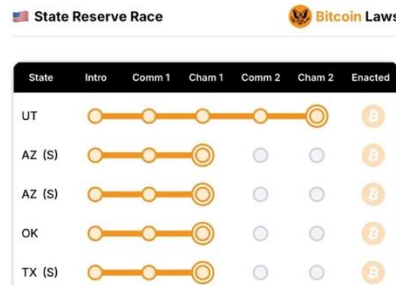 State Reserve Race
Bitcoin Laws
State Intro Comm 1 Cham 1 Comm 2 Cham 2 Enacted
UT
AZ (S)
AZ (S)
OK
TX (S)